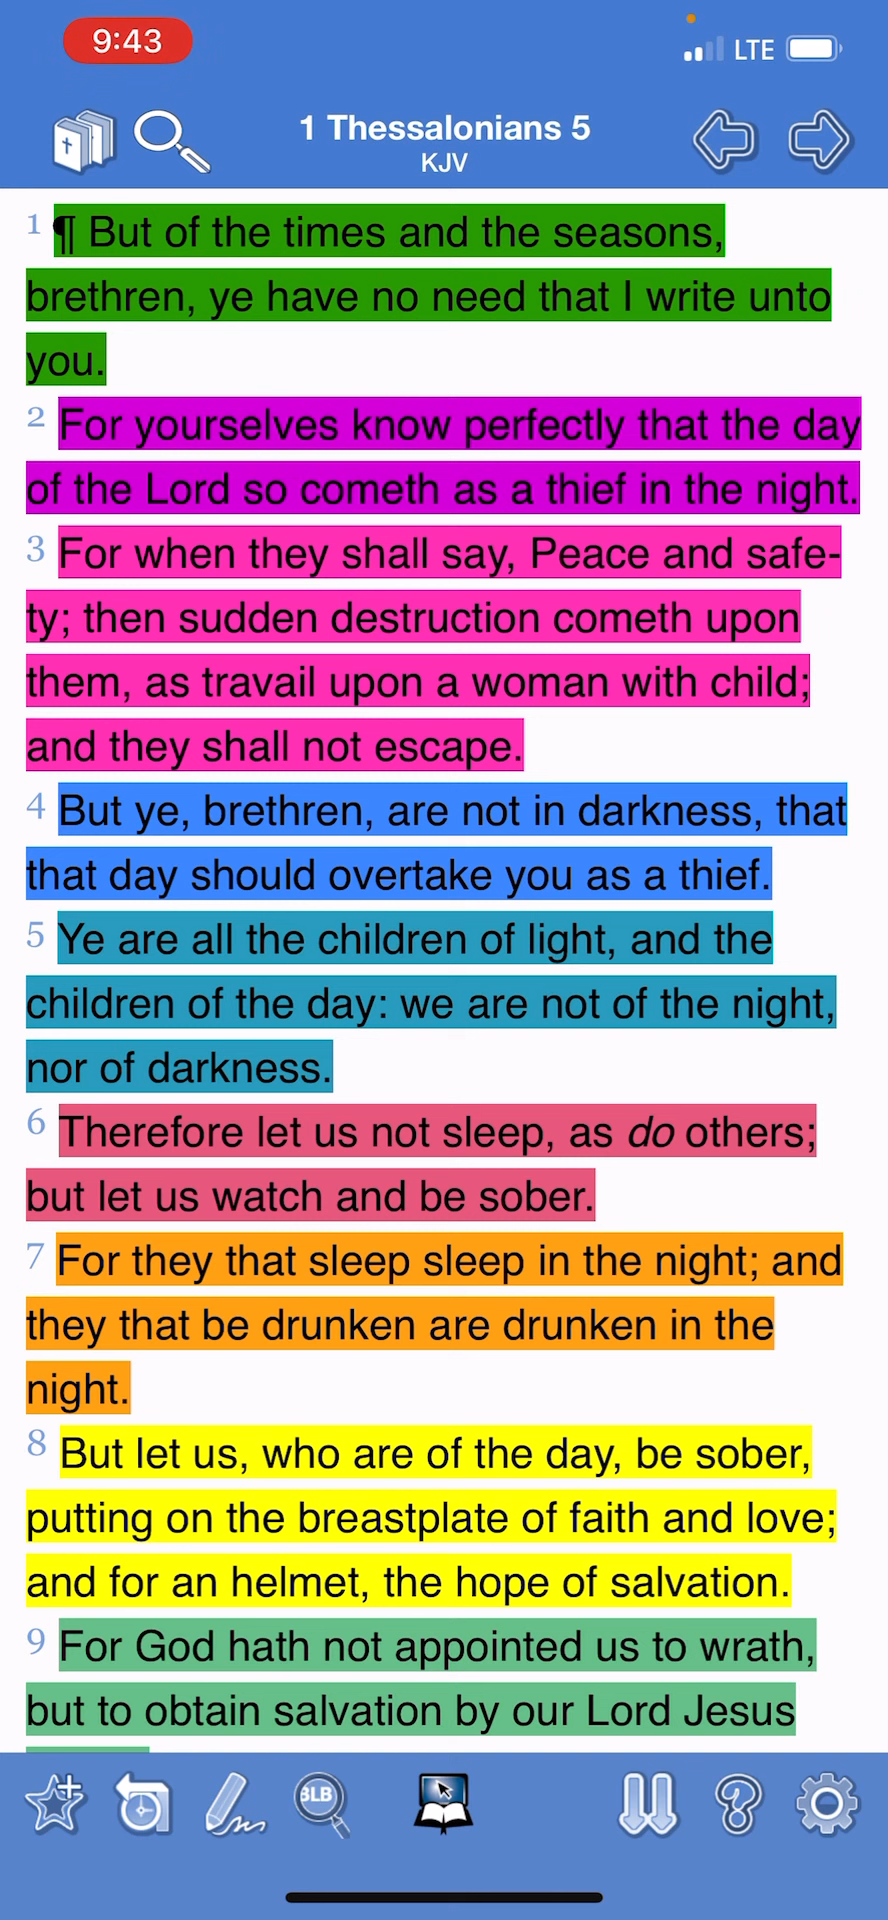 9:43
LTE
1 Thessalonians 5
KJV
1 ¶ But of the times and the seasons,
brethren, ye have no need that I write unto
you.
2 For yourselves know perfectly that the day
of the Lord so cometh as a thief in the night.
3 For when they shall say, Peace and safe-
ty; then sudden destruction cometh upon
them, as travail upon a woman with child;
and they shall not escape.
4 But ye, brethren, are not in darkness, that
that day should overtake you as a thief.
5 Ye are all the children of light, and the
children of the day: we are not of the night,
nor of darkness.
6 Therefore let us not sleep, as do others;
but let us watch and be sober.
7 For they that sleep sleep in the night; and
they that be drunken are drunken in the
night.
8 But let us, who are of the day, be sober,
putting on the breastplate of faith and love;
and for an helmet, the hope of salvation.
9 For God hath not appointed us to wrath,
but to obtain salvation by our Lord Jesus
BLB